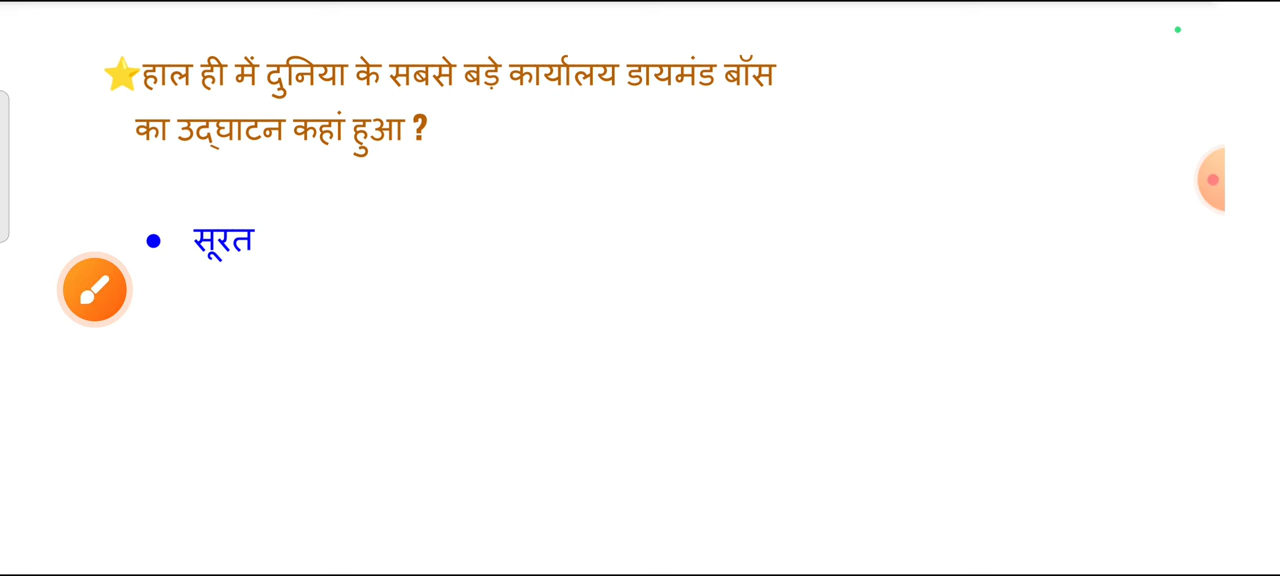 ⭐हाल ही में दुनिया के सबसे बड़े कार्यालय डायमंड बॉस
का उद्घाटन कहां हुआ ?
● सूरत